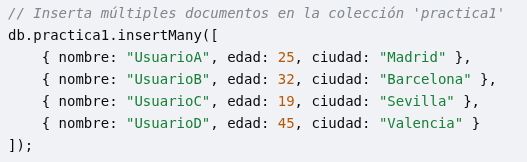 // Inserta múltiples documentos en la colección 'practica1'
db.practica1.insertMany([
    { nombre: "UsuarioA", edad: 25, ciudad: "Madrid" },
    { nombre: "UsuarioB", edad: 32, ciudad: "Barcelona" },
    { nombre: "UsuarioC", edad: 19, ciudad: "Sevilla" },
    { nombre: "UsuarioD", edad: 45, ciudad: "Valencia" }
]);